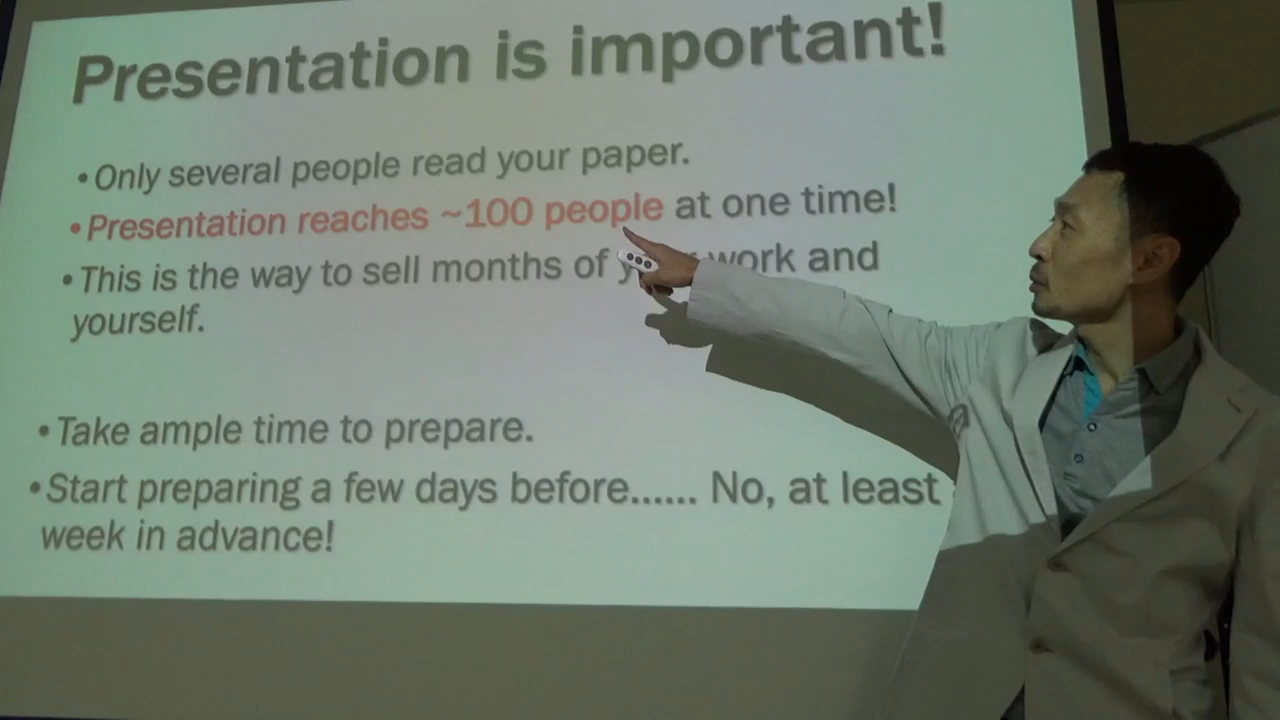 Presentation is important!
• Only several people read your paper.
• Presentation reaches ~100 people at one time!
• This is the way to sell months of work and
yourself.
• Take ample time to prepare.
• Start preparing a few days before...... No, at least
week in advance!